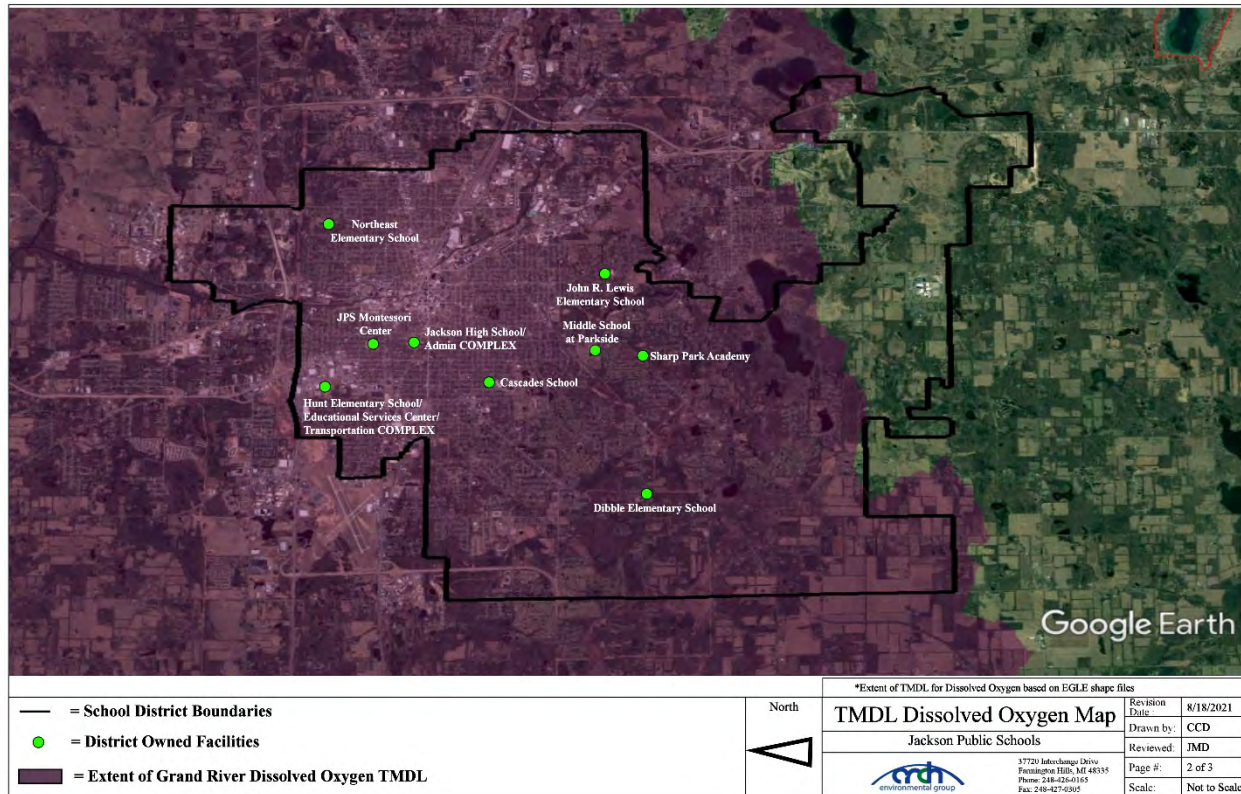 Northeast
Elementary School
John R. Lewis
Elementary School
JPS Montessori
Center
Jackson High School/
Admin COMPLEX
Middle School
at Parkside
Sharp Park Academy
Cascades School
Hunt Elementary School/
Educational Services Center/
Transportation COMPLEX
Dibble Elementary School
Google Earth
= School District Boundaries
= District Owned Facilities
= Extent of Grand River Dissolved Oxygen TMDL
North
*Extent of TMDL for Dissolved Oxygen based on EGLE shape files
TMDL Dissolved Oxygen Map
Jackson Public Schools
environmental group
37720 Interchange Drive
Farmington Hills, MI 48335
Phone: 248-426-0165
Fax: 248-427-0305
Revision Date : 8/18/2021
Drawn by: CCD
Reviewed: JMD
Page #: 2 of 3
Scale: Not to Scale